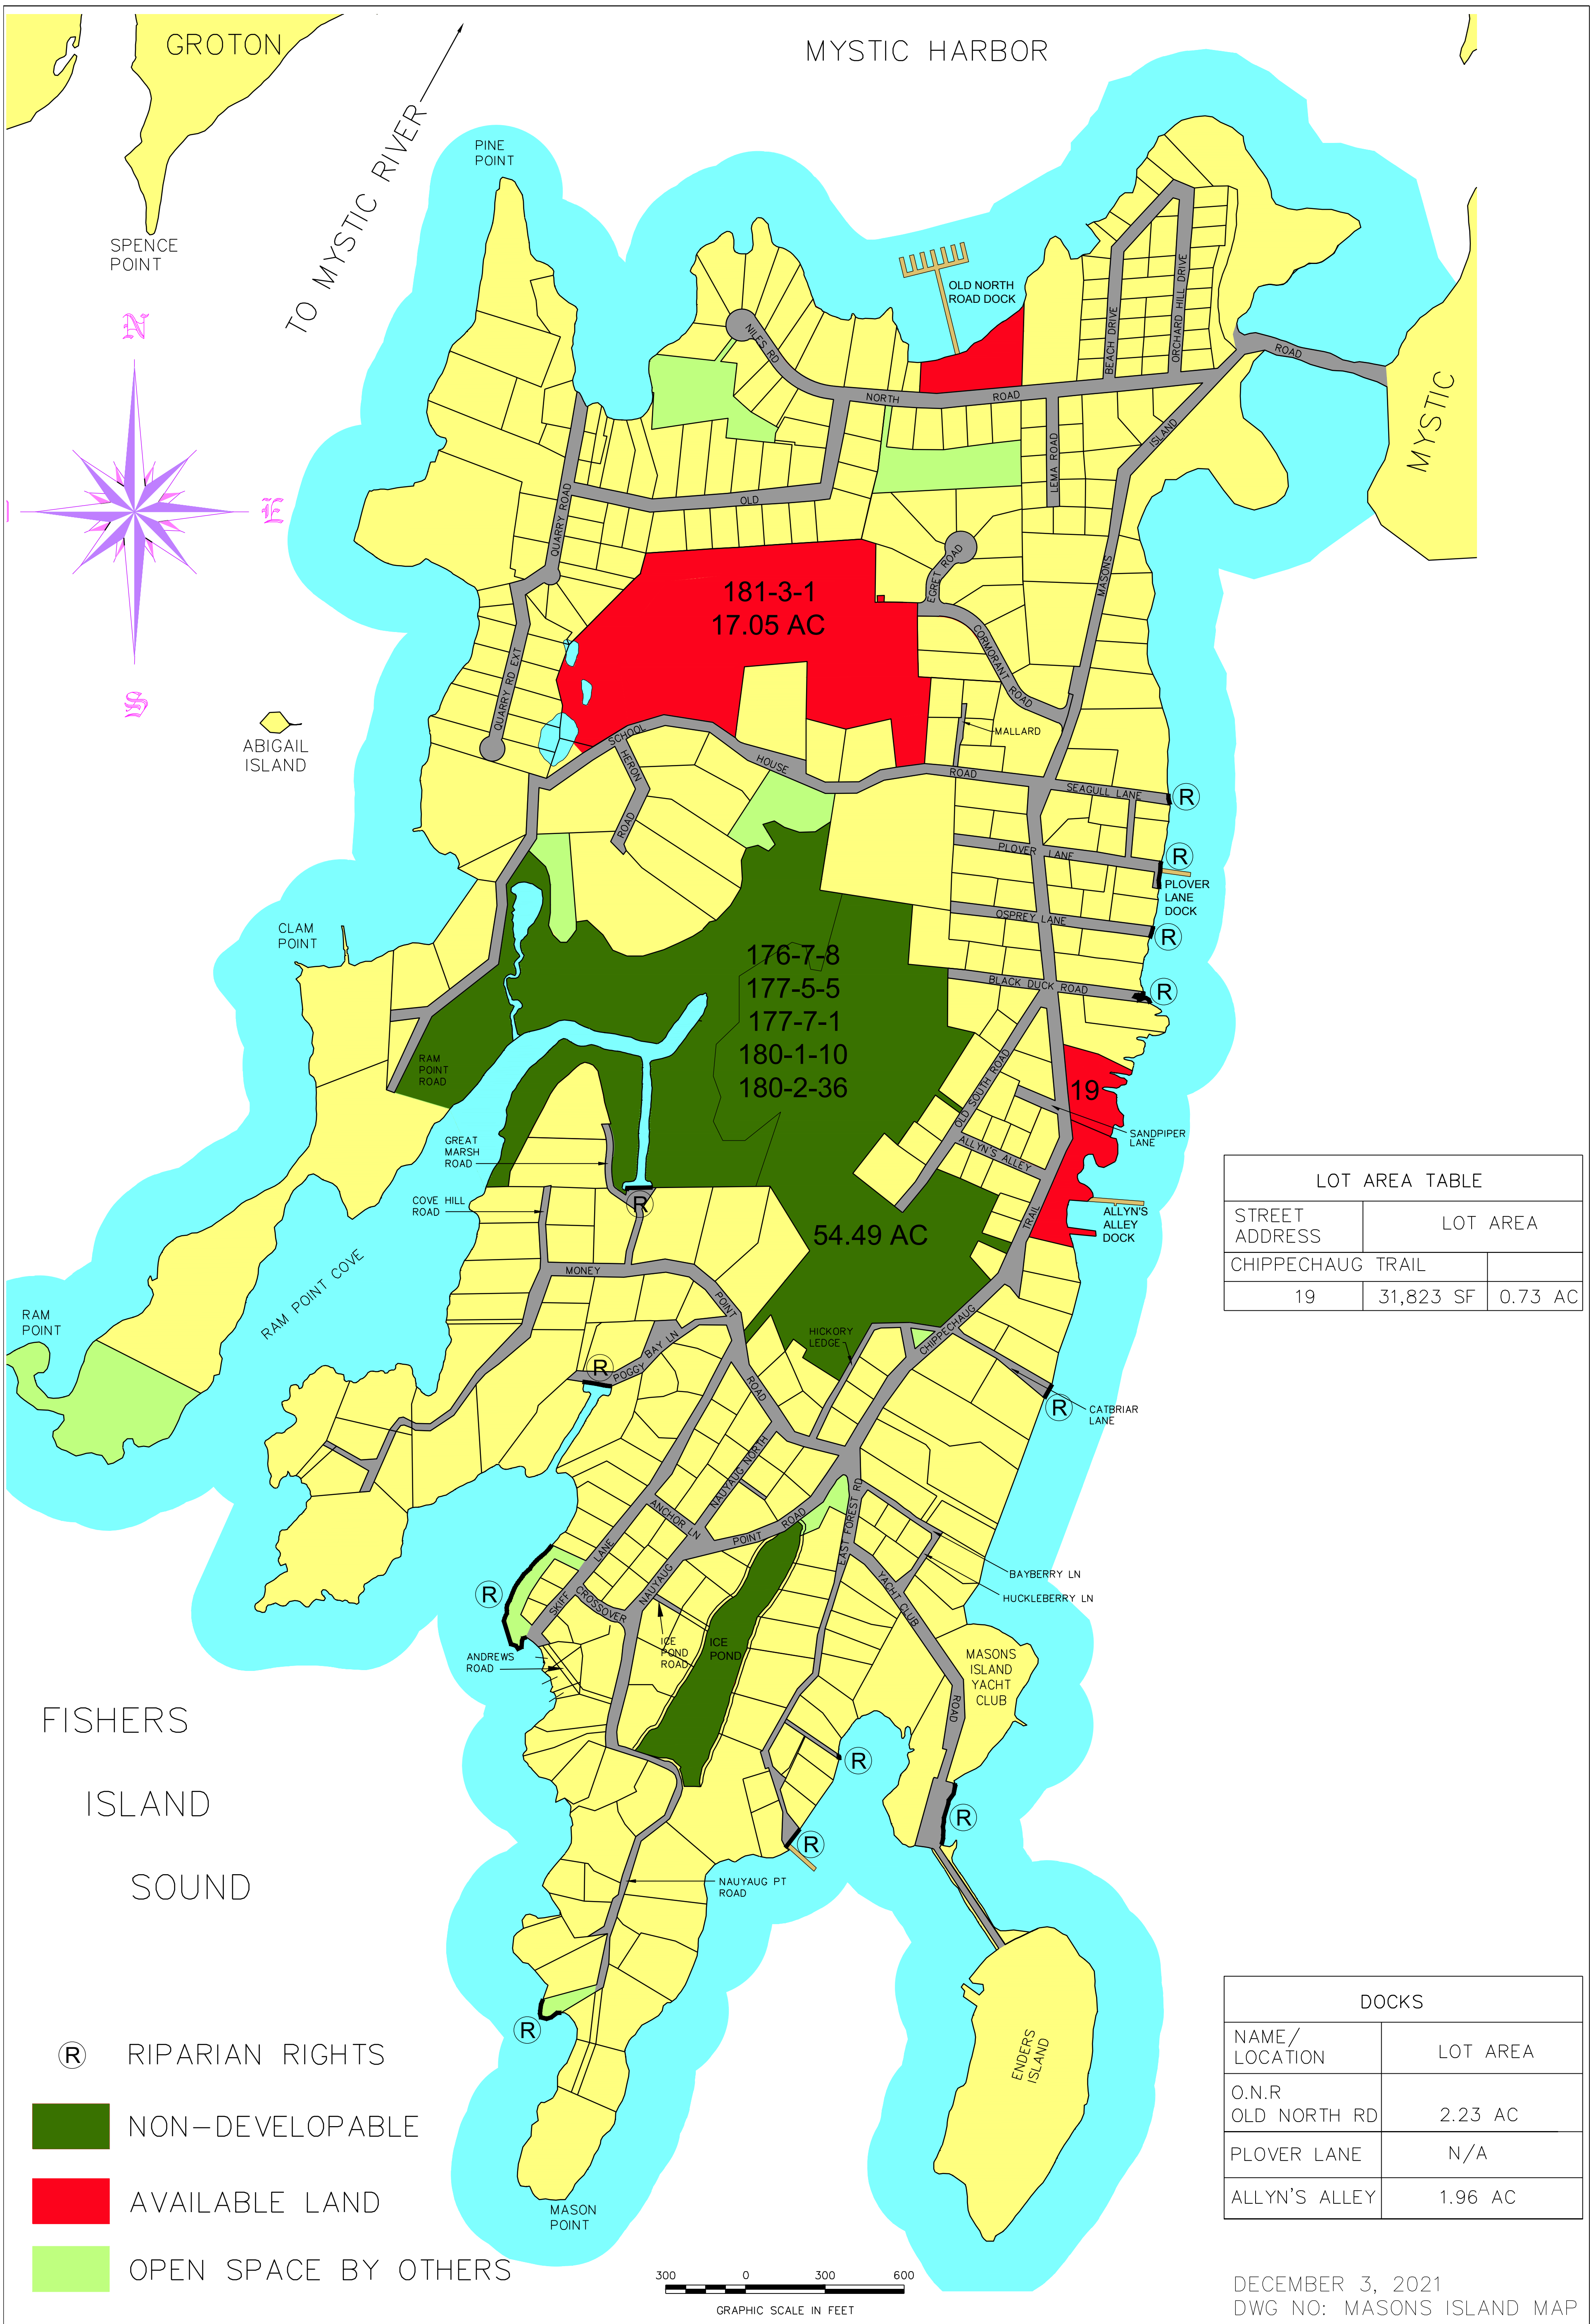 GROTON
MYSTIC HARBOR
TO MYSTIC RIVER
PINE
POINT
SPENCE
POINT
N
E
S
OLD NORTH
ROAD DOCK
NILES RD
BEACH DRIVE
ORCHARD HILL DRIVE
ROAD
NORTH
ROAD
MYSTIC
ISLAND
LEMA ROAD
QUARRY ROAD
OLD
MASONS
EGRET ROAD
181-3-1
17.05 AC
CORMORANT ROAD
QUARRY RD EXT
ABIGAIL
ISLAND
SCHOOL
MALLARD
HERON
ROAD
HOUSE
ROAD
SEAGULL LANE
R
PLOVER LANE
R
PLOVER
LANE
DOCK
OSPREY LANE
R
CLAM
POINT
176-7-8
177-5-5
177-7-1
180-1-10
180-2-36
BLACK DUCK ROAD
R
RAM
POINT
ROAD
OLD SOUTH ROAD
19
SANDPIPER
LANE
GREAT
MARSH
ROAD
ALLYN'S ALLEY
COVE HILL
ROAD
R
54.49 AC
TRAIL
ALLYN'S
ALLEY
DOCK
LOT AREA TABLE
STREET
ADDRESS
LOT AREA
CHIPPECHAUG TRAIL
19 31,823 SF 0.73 AC
MONEY
POINT
ROAD
RAM POINT COVE
RAM
POINT
HICKORY
LEDGE
CHIPPECHAUG
POGGY BAY LN
R
CATBRIAR
LANE
R
NAUYAUG NORTH
ANCHOR LN
POINT ROAD
EAST FOREST RD
SKIFF LANE
CROSSOVER
NAUYAUG
YACHT CLUB
ROAD
BAYBERRY LN
HUCKLEBERRY LN
R
ANDREWS
ROAD
ICE
POND
ROAD
ICE
POND
MASONS
ISLAND
YACHT
CLUB
FISHERS
ISLAND
SOUND
R
R
R
NAUYAUG PT
ROAD
R
ENDERS
ISLAND
MASON
POINT
R RIPARIAN RIGHTS
NON-DEVELOPABLE
AVAILABLE LAND
OPEN SPACE BY OTHERS
300 0 300 600
GRAPHIC SCALE IN FEET
DOCKS
NAME/
LOCATION
LOT AREA
O.N.R
OLD NORTH RD 2.23 AC
PLOVER LANE N/A
ALLYN'S ALLEY 1.96 AC
DECEMBER 3, 2021
DWG NO: MASONS ISLAND MAP